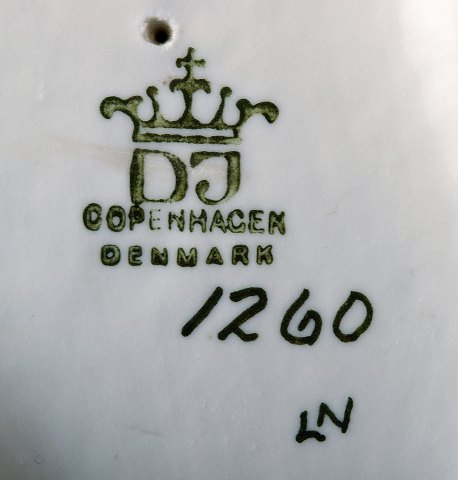 DJ
COPENHAGEN
DENMARK
1260
LN